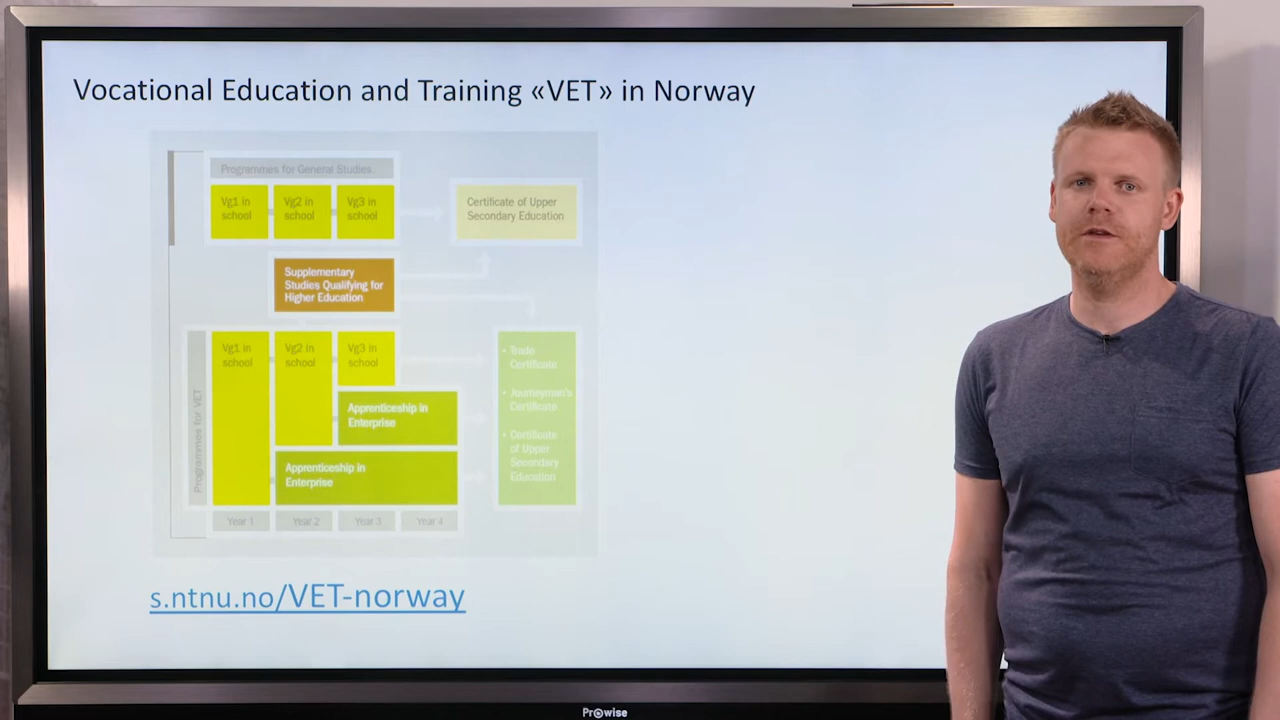 Vocational Education and Training «VET» in Norway
Programmes for General Studies
Vg1 in
school
Vg2 in
school
Vg3 in
school
Certificate of Upper
Secondary Education
Supplementary
Studies Qualifying for
Higher Education
Programmes for VET
Vg1 in
school
Vg2 in
school
Vg3 in
school
Apprenticeship in
Enterprise
Apprenticeship in
Enterprise
• Trade
Certificate
• Journeyman's
Certificate
• Certificate
of Upper
Secondary
Education
Year 1
Year 2
Year 3
Year 4
s.ntnu.no/VET-norway
Prowise